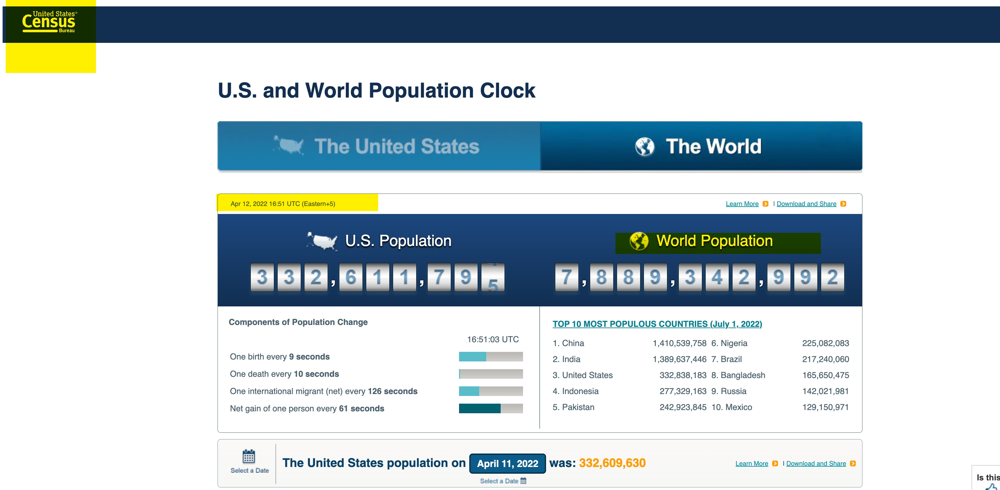 United States®
Census
Bureau
U.S. and World Population Clock
The United States
The World
Apr 12, 2022 16:51 UTC (Eastern+5)
Learn More | Download and Share
U.S. Population
World Population
332,611,795
7,889,342,992
Components of Population Change
16:51:03 UTC
One birth every 9 seconds
One death every 10 seconds
One international migrant (net) every 126 seconds
Net gain of one person every 61 seconds
TOP 10 MOST POPULOUS COUNTRIES (July 1, 2022)
1. China 1,410,539,758 6. Nigeria 225,082,083
2. India 1,389,637,446 7. Brazil 217,240,060
3. United States 332,838,183 8. Bangladesh 165,650,475
4. Indonesia 277,329,163 9. Russia 142,021,981
5. Pakistan 242,923,845 10. Mexico 129,150,971
Select a Date
The United States population on April 11, 2022 was: 332,609,630
Learn More | Download and Share
Select a Date
Is this